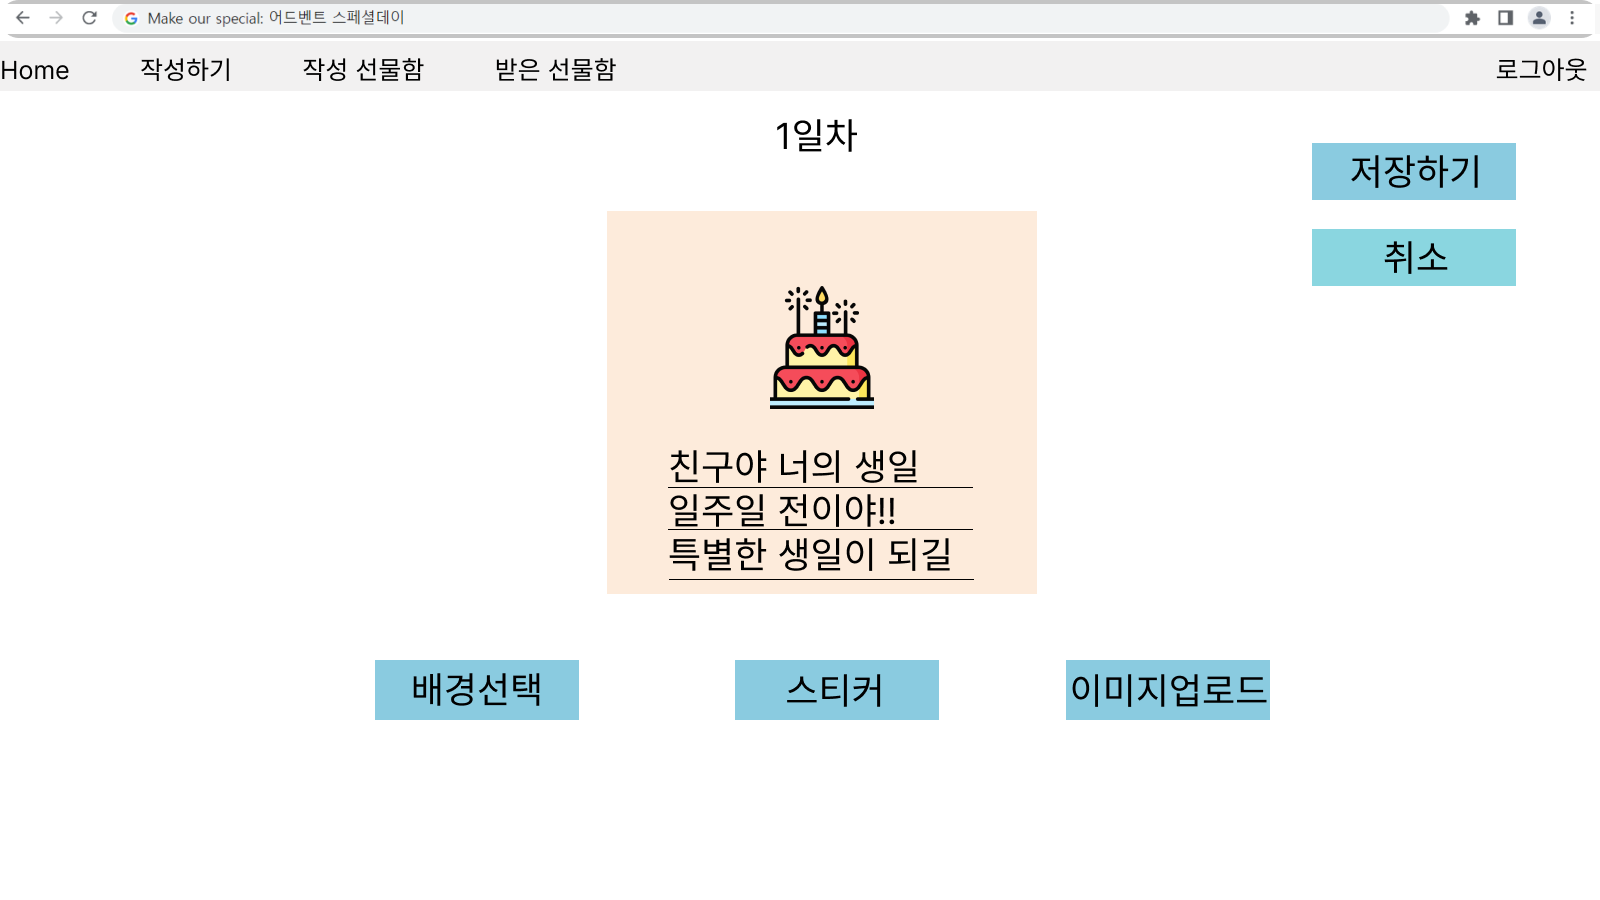 Make our special: 어드벤트 스페셜데이
Home 작성하기 작성 선물함 받은 선물함 로그아웃
1일차
저장하기
취소
친구야 너의 생일
일주일 전이야!!
특별한 생일이 되길
배경선택 스티커 이미지업로드